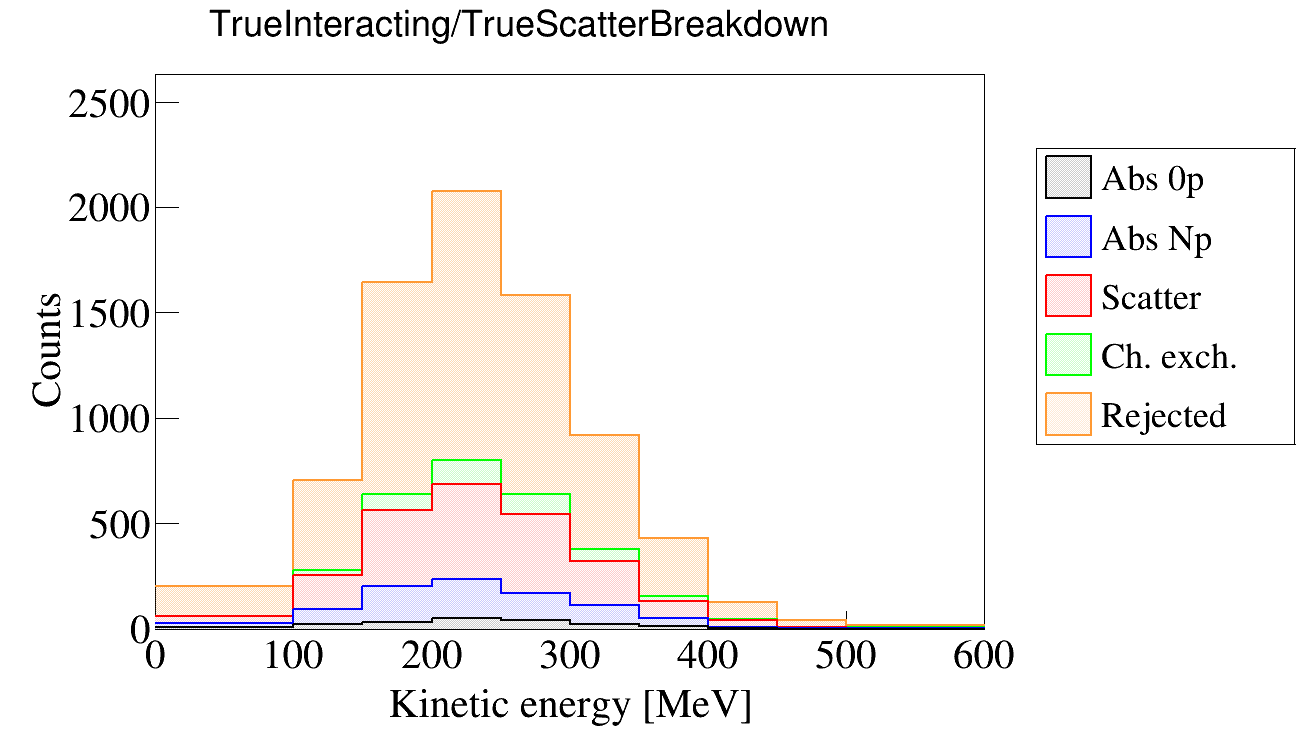 TrueInteracting/TrueScatterBreakdown
2500
2000
1500
1000
500
0
Counts
0 100 200 300 400 500 600
Kinetic energy [MeV]
Abs 0p
Abs Np
Scatter
Ch. exch.
Rejected